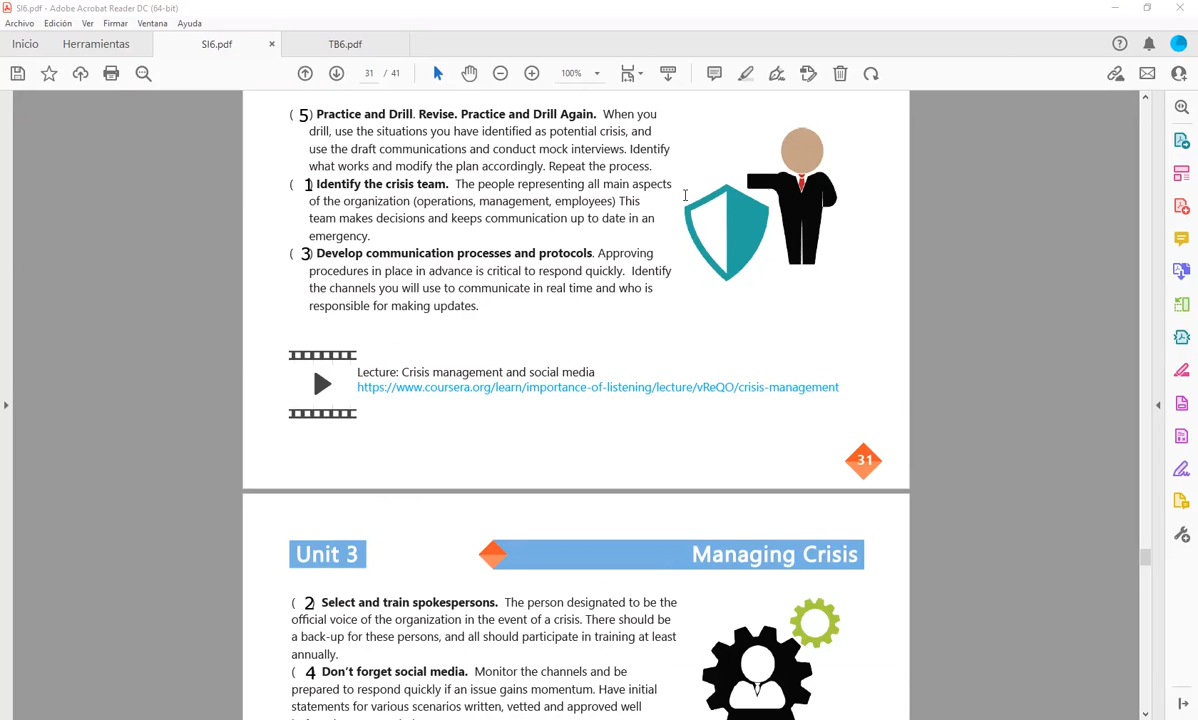 SI6.pdf - Adobe Acrobat Reader DC (64-bit)
Archivo Edición Ver Firmar Ventana Ayuda
Inicio Herramientas SI6.pdf × TB6.pdf
31 / 41 100%
( 5) Practice and Drill. Revise. Practice and Drill Again. When you
drill, use the situations you have identified as potential crisis, and
use the draft communications and conduct mock interviews. Identify
what works and modify the plan accordingly. Repeat the process.
( 1) Identify the crisis team. The people representing all main aspects
of the organization (operations, management, employees) This
team makes decisions and keeps communication up to date in an
emergency.
( 3) Develop communication processes and protocols. Approving
procedures in place in advance is critical to respond quickly. Identify
the channels you will use to communicate in real time and who is
responsible for making updates.
Lecture: Crisis management and social media
https://www.coursera.org/learn/importance-of-listening/lecture/vReQO/crisis-management
31
Unit 3 Managing Crisis
( 2) Select and train spokespersons. The person designated to be the
official voice of the organization in the event of a crisis. There should be
a back-up for these persons, and all should participate in training at least
annually.
( 4 Don't forget social media. Monitor the channels and be
prepared to respond quickly if an issue gains momentum. Have initial
statements for various scenarios written, vetted and approved well